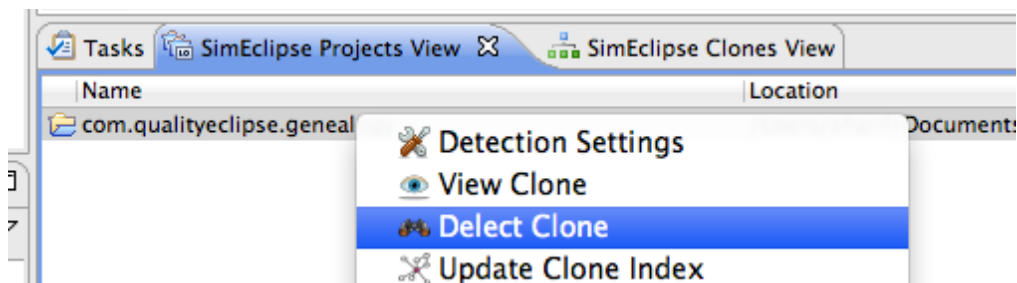 Tasks SimEclipse Projects View SimEclipse Clones View
Name Location
com.qualityeclipse.geneal Documents
Detection Settings
View Clone
Delect Clone
Update Clone Index